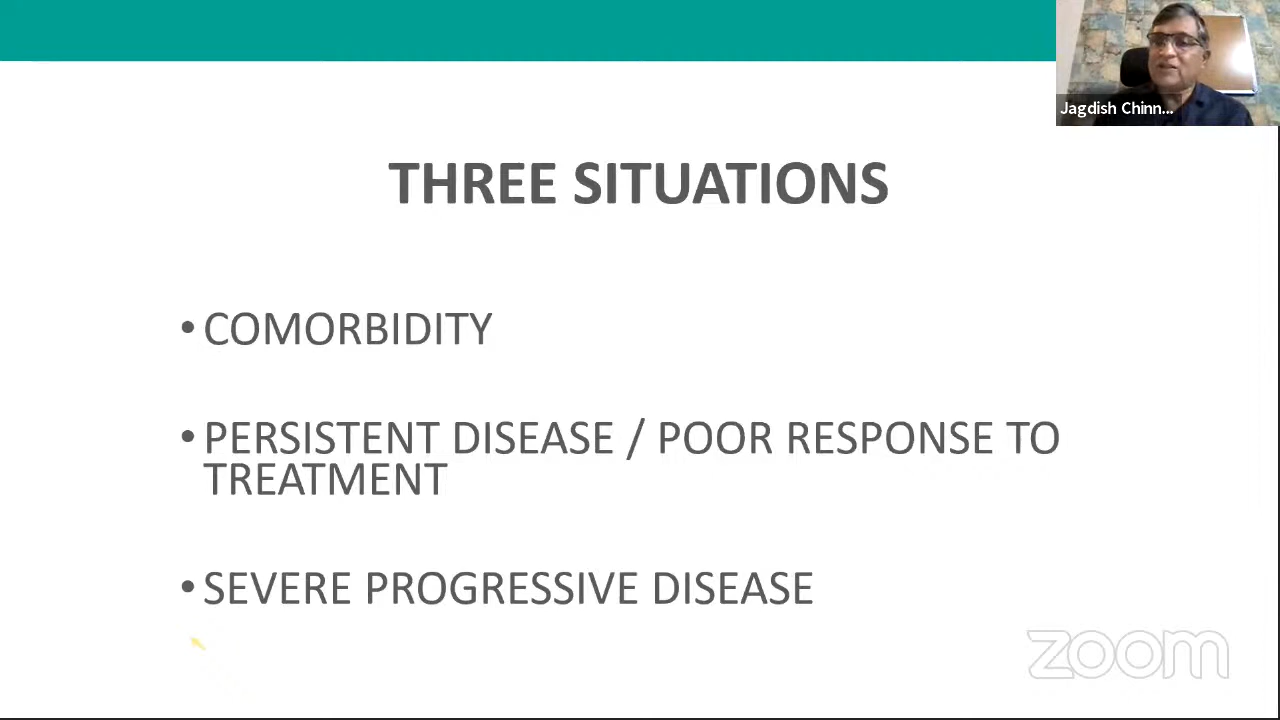 Jagdish Chinn...
THREE SITUATIONS
• COMORBIDITY
• PERSISTENT DISEASE / POOR RESPONSE TO
TREATMENT
• SEVERE PROGRESSIVE DISEASE
zoom